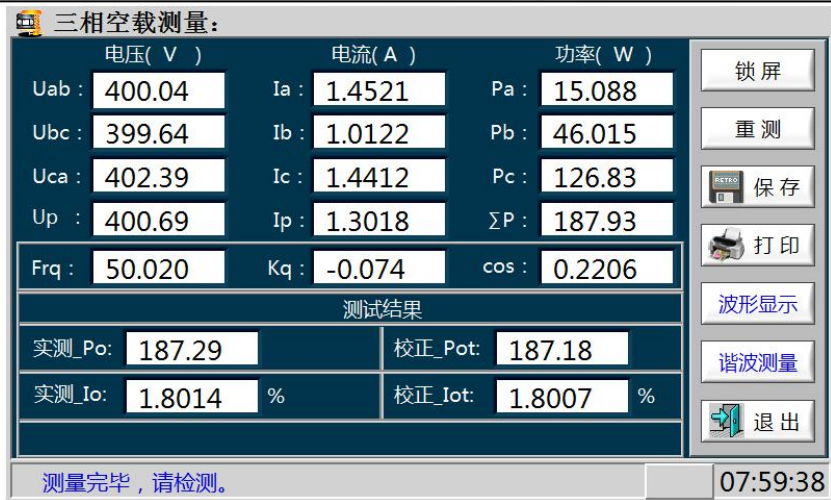 三相空载测量：
电压( V ) 电流( A ) 功率( W )
Uab : 400.04 Ia : 1.4521 Pa : 15.088
Ubc : 399.64 Ib : 1.0122 Pb : 46.015
Uca : 402.39 Ic : 1.4412 Pc : 126.83
Up : 400.69 Ip : 1.3018 ∑P : 187.93
Frq : 50.020 Kq : -0.074 cos : 0.2206
测试结果
实测_Po: 187.29 校正_Pot: 187.18
实测_Io: 1.8014 % 校正_Iot: 1.8007 %
锁屏
重测
RETRO
保存
打印
波形显示
谐波测量
退出
测量完毕，请检测。 07:59:38